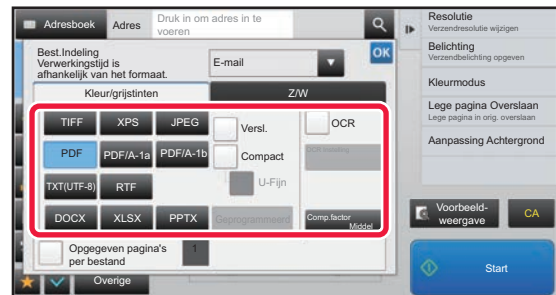 Adresboek
Adres
Druk in om adres in te
voeren
Best.Indeling
Verwerkingstijd is
afhankelijk van het formaat.
E-mail
OK
Kleur/grijstinten
Z/W
TIFF
XPS
JPEG
Versl.
OCR
PDF
PDF/A-1a
PDF/A-1b
Compact
U-Fijn
TXT(UTF-8)
RTF
DOCX
XLSX
PPTX
Geprogrammeerd
Comp.factor
Middel
Opgegeven pagina's
per bestand
1
Overige
Resolutie
Verzendresolutie wijzigen
Belichting
Verzendbelichting opgeven
Kleurmodus
Lege pagina Overslaan
Lege pagina in orig. overslaan
Aanpassing Achtergrond
Voorbeeld-
weergave
CA
Start